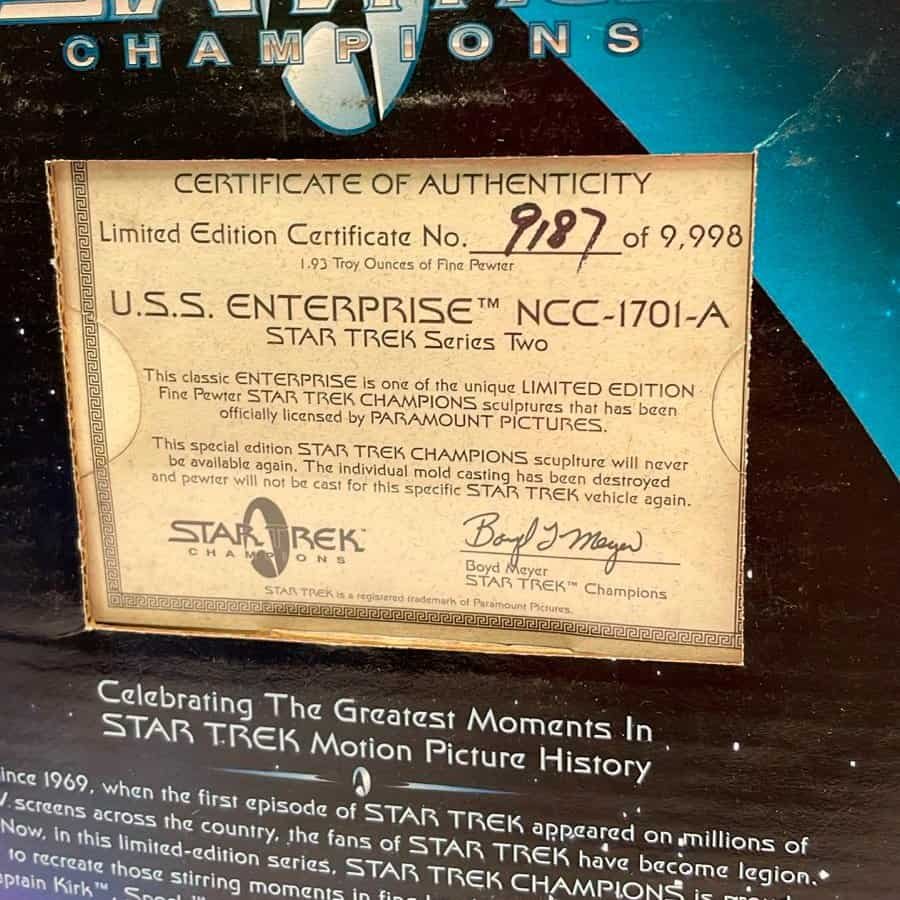 CHAMPIONS
CERTIFICATE OF AUTHENTICITY
Limited Edition Certificate No. 9187 of 9,998
1.93 Troy Ounces of Fine Pewter
U.S.S. ENTERPRISE™ NCC-1701-A
STAR TREK Series Two
This classic ENTERPRISE is one of the unique LIMITED EDITION
Fine Pewter STAR TREK CHAMPIONS sculptures that has been
officially licensed by PARAMOUNT PICTURES.
This special edition STAR TREK CHAMPIONS scuplture will never
be available again. The individual mold casting has been destroyed
and pewter will not be cast for this specific STAR TREK vehicle again.
STAR TREK™
CHAMPIONS
Boyd J Meyer
Boyd Meyer
STAR TREK™ Champions
STAR TREK is a registered trademark of Paramount Pictures.
Celebrating The Greatest Moments In
STAR TREK Motion Picture History
ince 1969, when the first episode of STAR TREK appeared on millions of
V screens across the country, the fans of STAR TREK have become legion.
Now, in this limited-edition series, STAR TREK CHAMPIONS is
to recreate those stirring moments in
aptain Kirk™